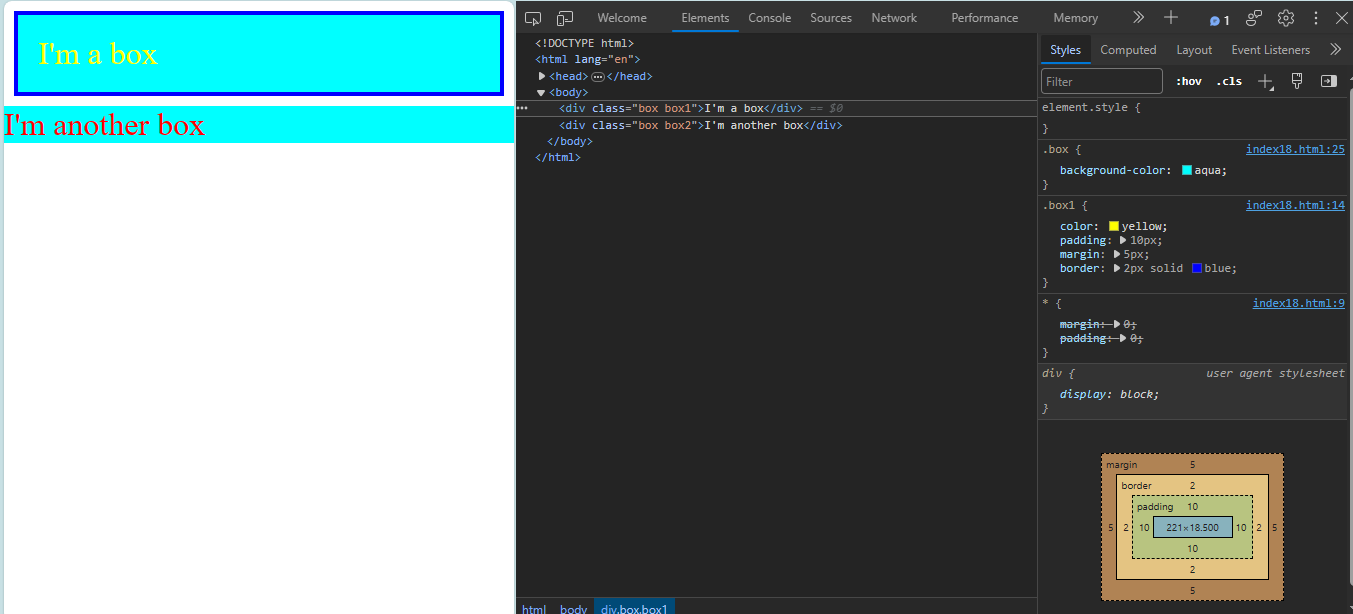 I'm a box
I'm another box
Welcome Elements Console Sources Network Performance Memory 1
<!DOCTYPE html>
<html lang="en">
<head>…</head>
<body>
<div class="box box1">I'm a box</div> == $0
<div class="box box2">I'm another box</div>
</body>
</html>
html body div.box.box1
Styles Computed Layout Event Listeners
Filter :hov .cls
element.style {
}
.box { index18.html:25
background-color: aqua;
}
.box1 { index18.html:14
color: yellow;
padding: 10px;
margin: 5px;
border: 2px solid blue;
}
* { index18.html:9
margin: 0;
padding: 0;
}
div { user agent stylesheet
display: block;
}
margin 5
border 2
padding 10
5 2 10 221×18.500 10 2 5
10
2
5